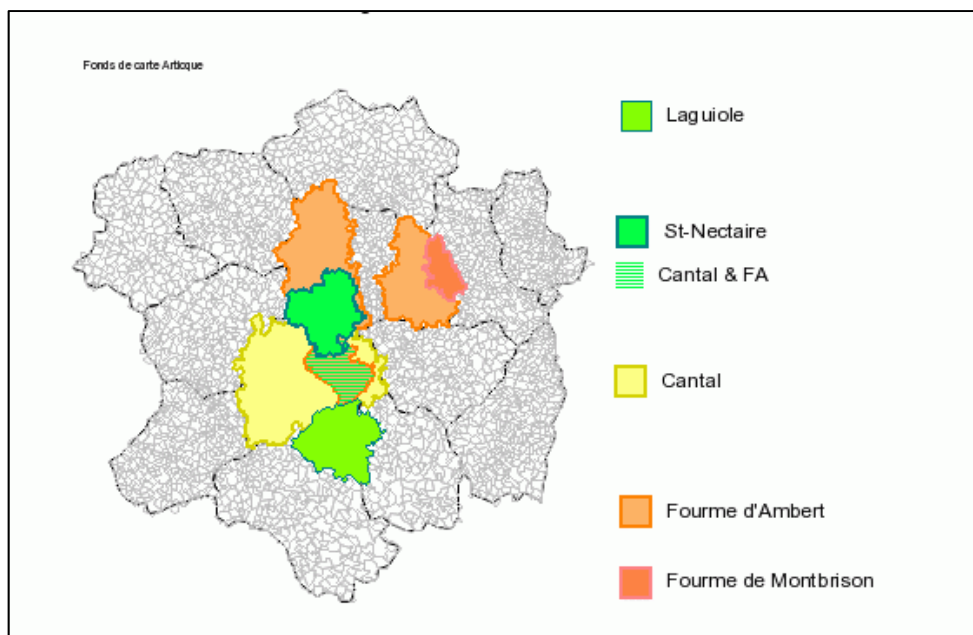 Fonds de carte Articque
Laguiole
St-Nectaire
Cantal & FA
Cantal
Fourme d'Ambert
Fourme de Montbrison